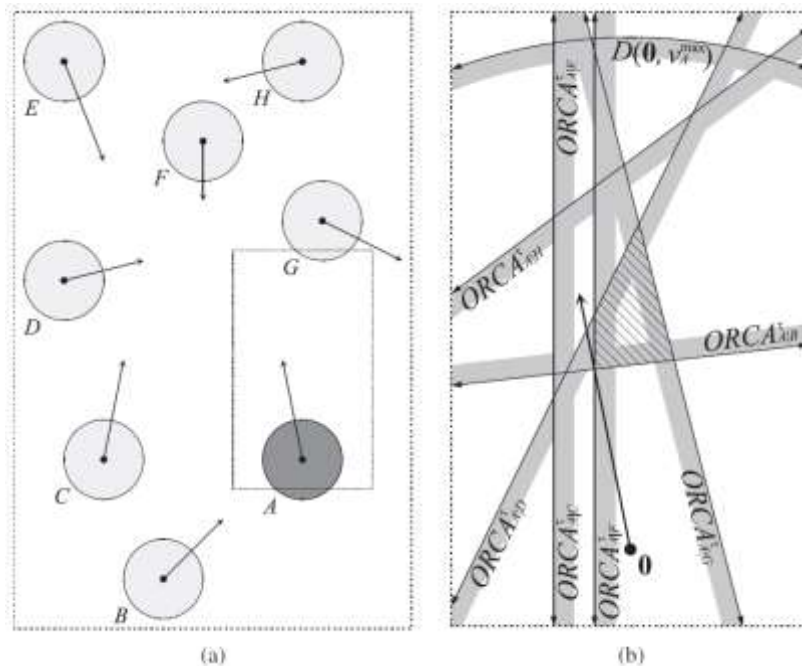 E
H
F
G
D
C
A
B
(a)
D(0, v_A^max)
ORCA^τ_A|E
ORCA^τ_A|H
ORCA^τ_A|B
ORCA^τ_A|D
ORCA^τ_A|C
ORCA^τ_A|F
ORCA^τ_A|G
0
(b)